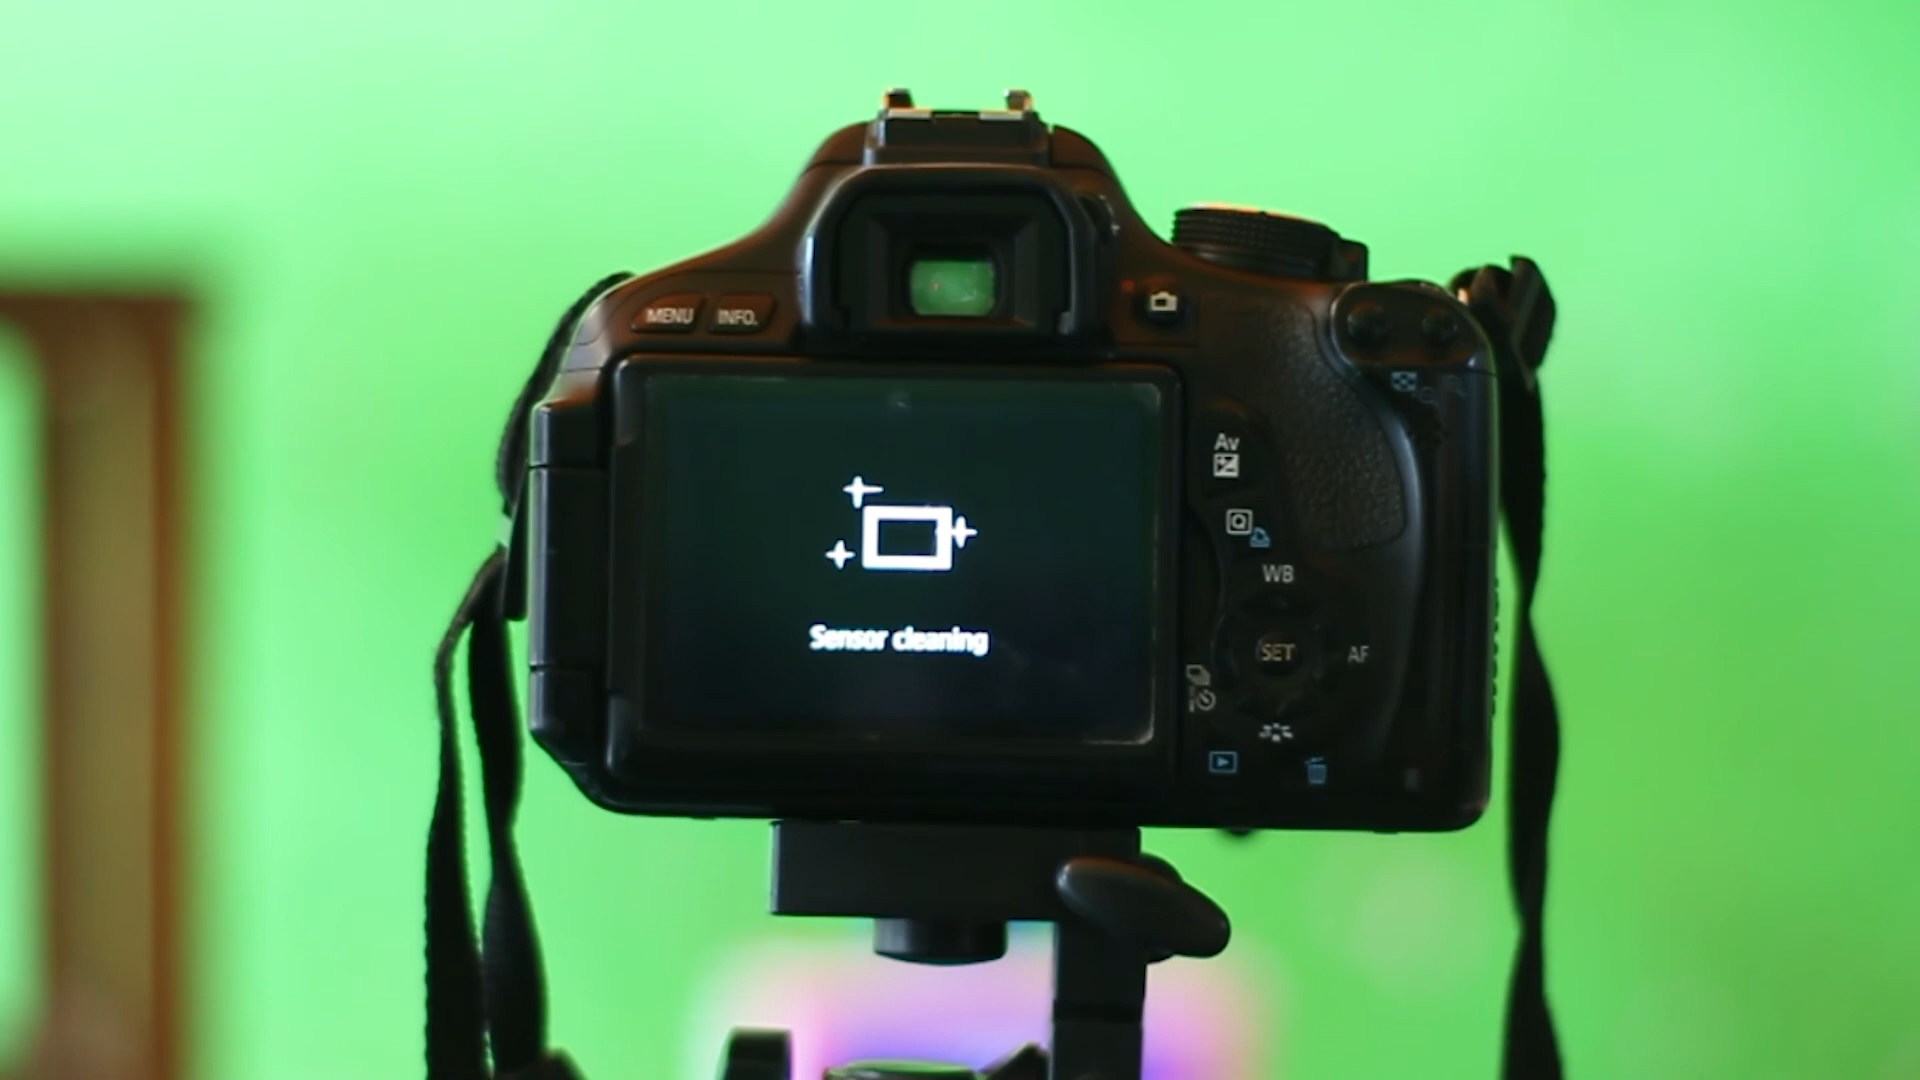 MENU INFO.
Av
Q
WB
Sensor cleaning
SET AF